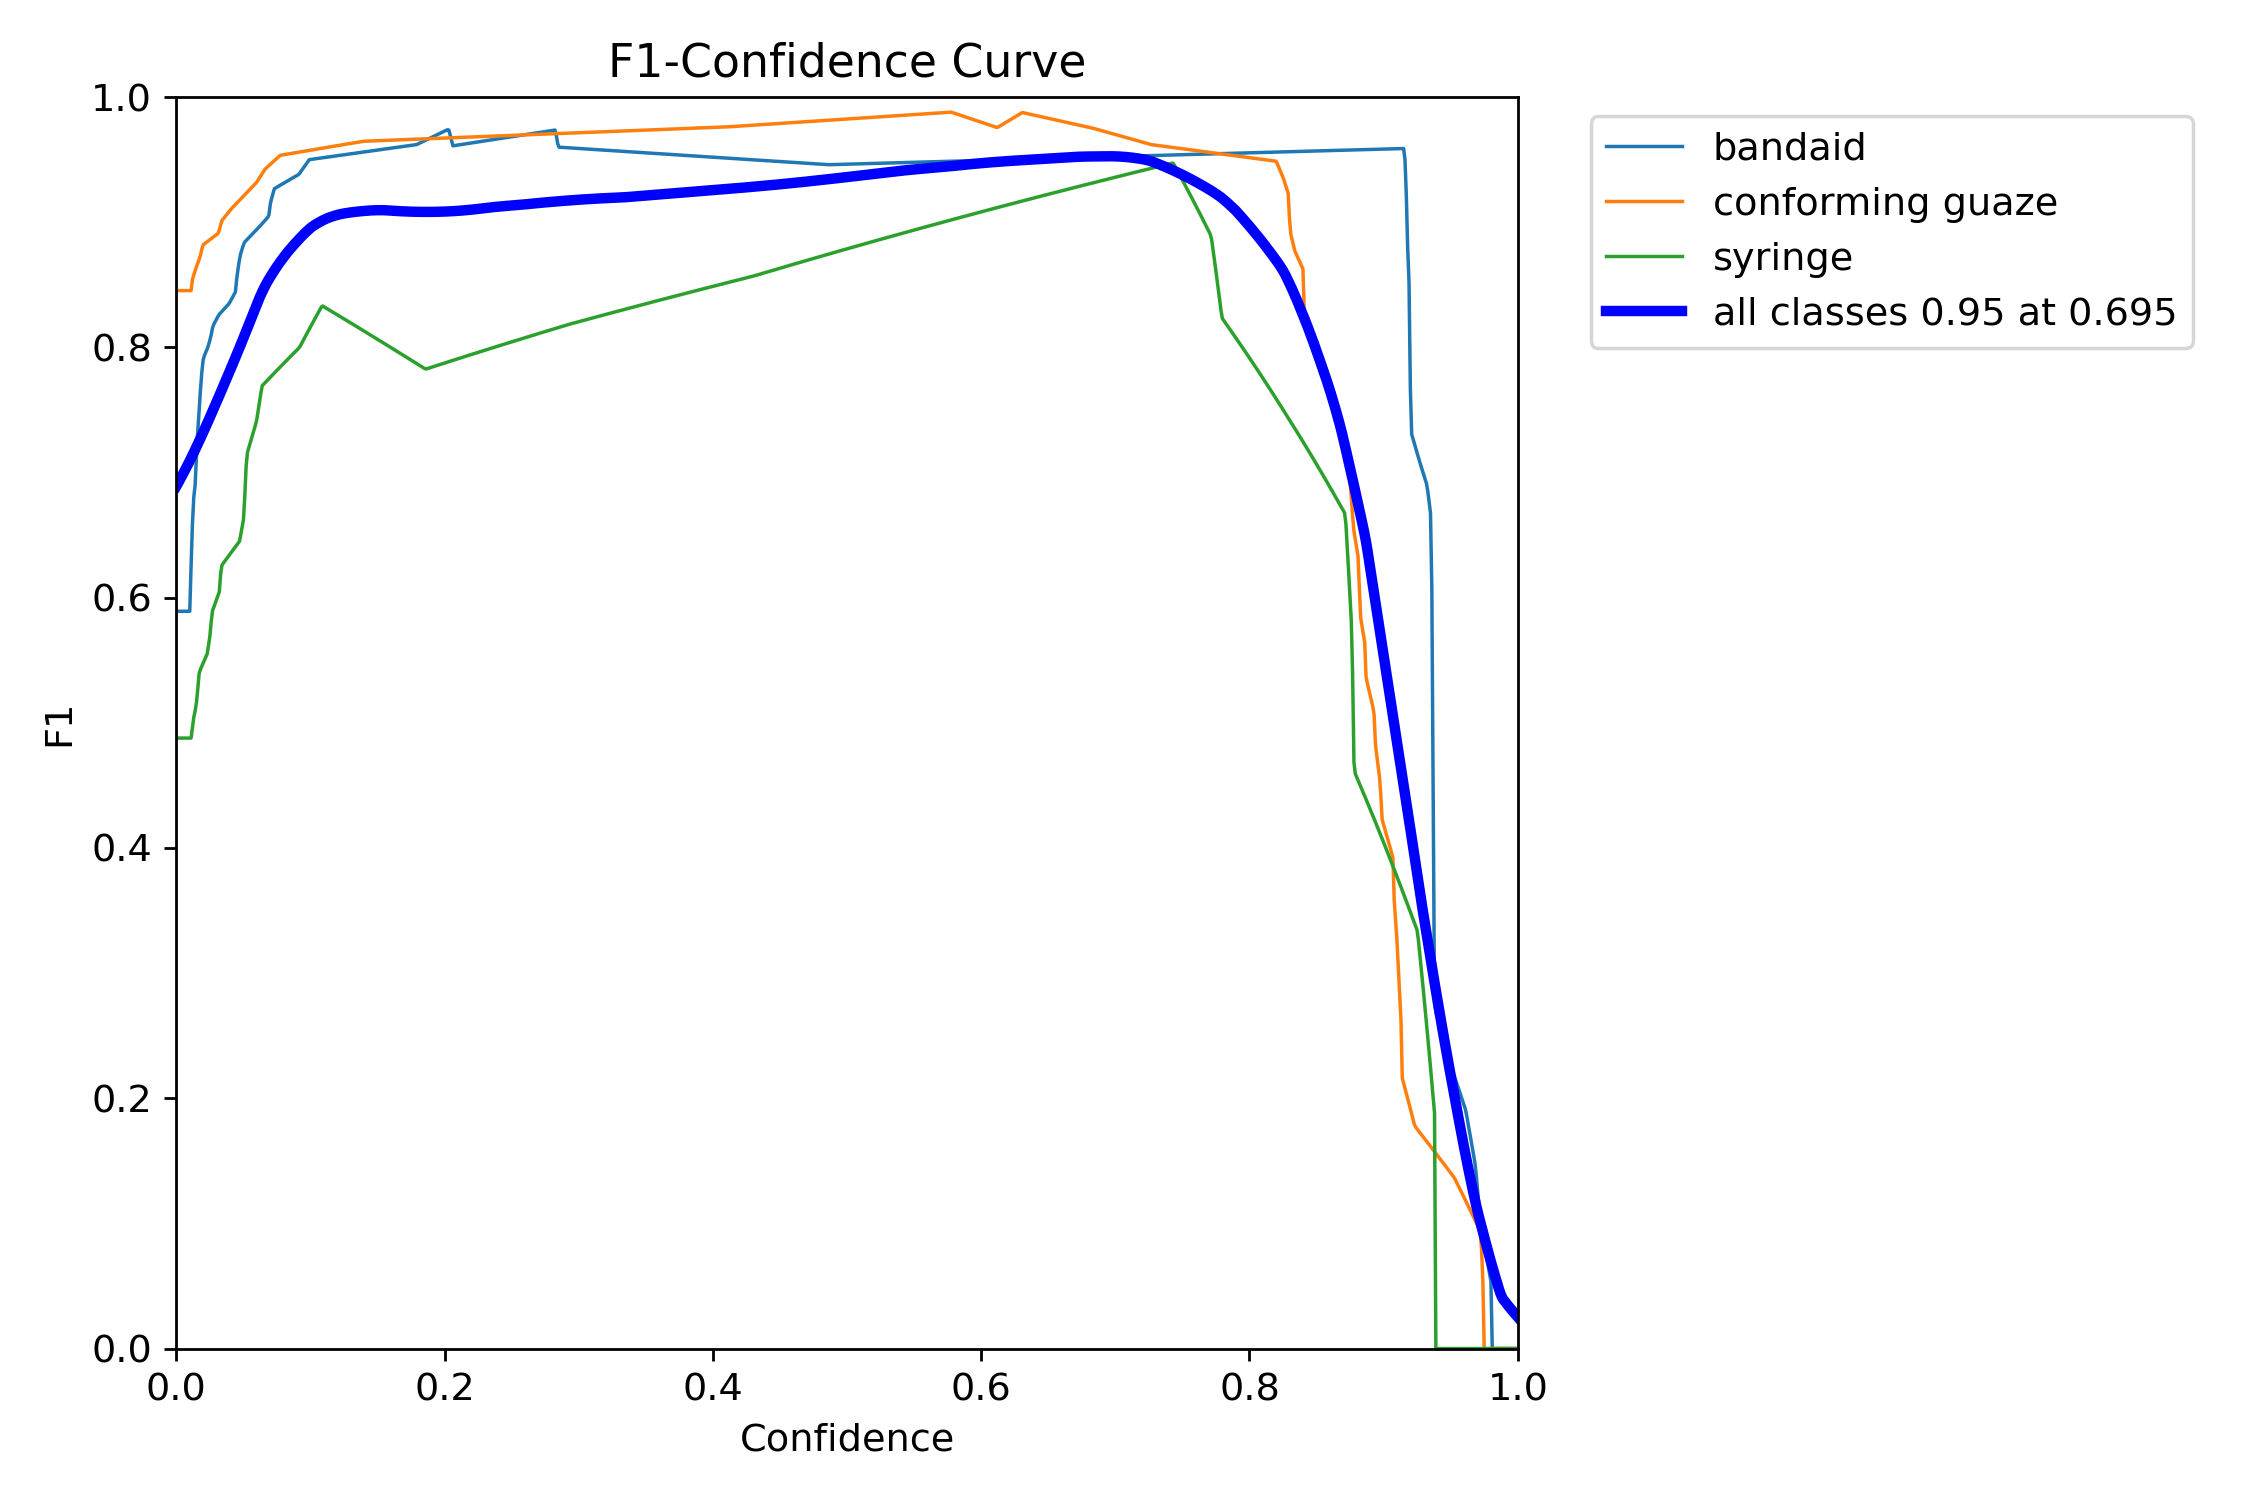 F1-Confidence Curve
1.0
0.8
0.6
0.4
0.2
0.0
F1
0.0 0.2 0.4 0.6 0.8 1.0
Confidence
bandaid
conforming guaze
syringe
all classes 0.95 at 0.695